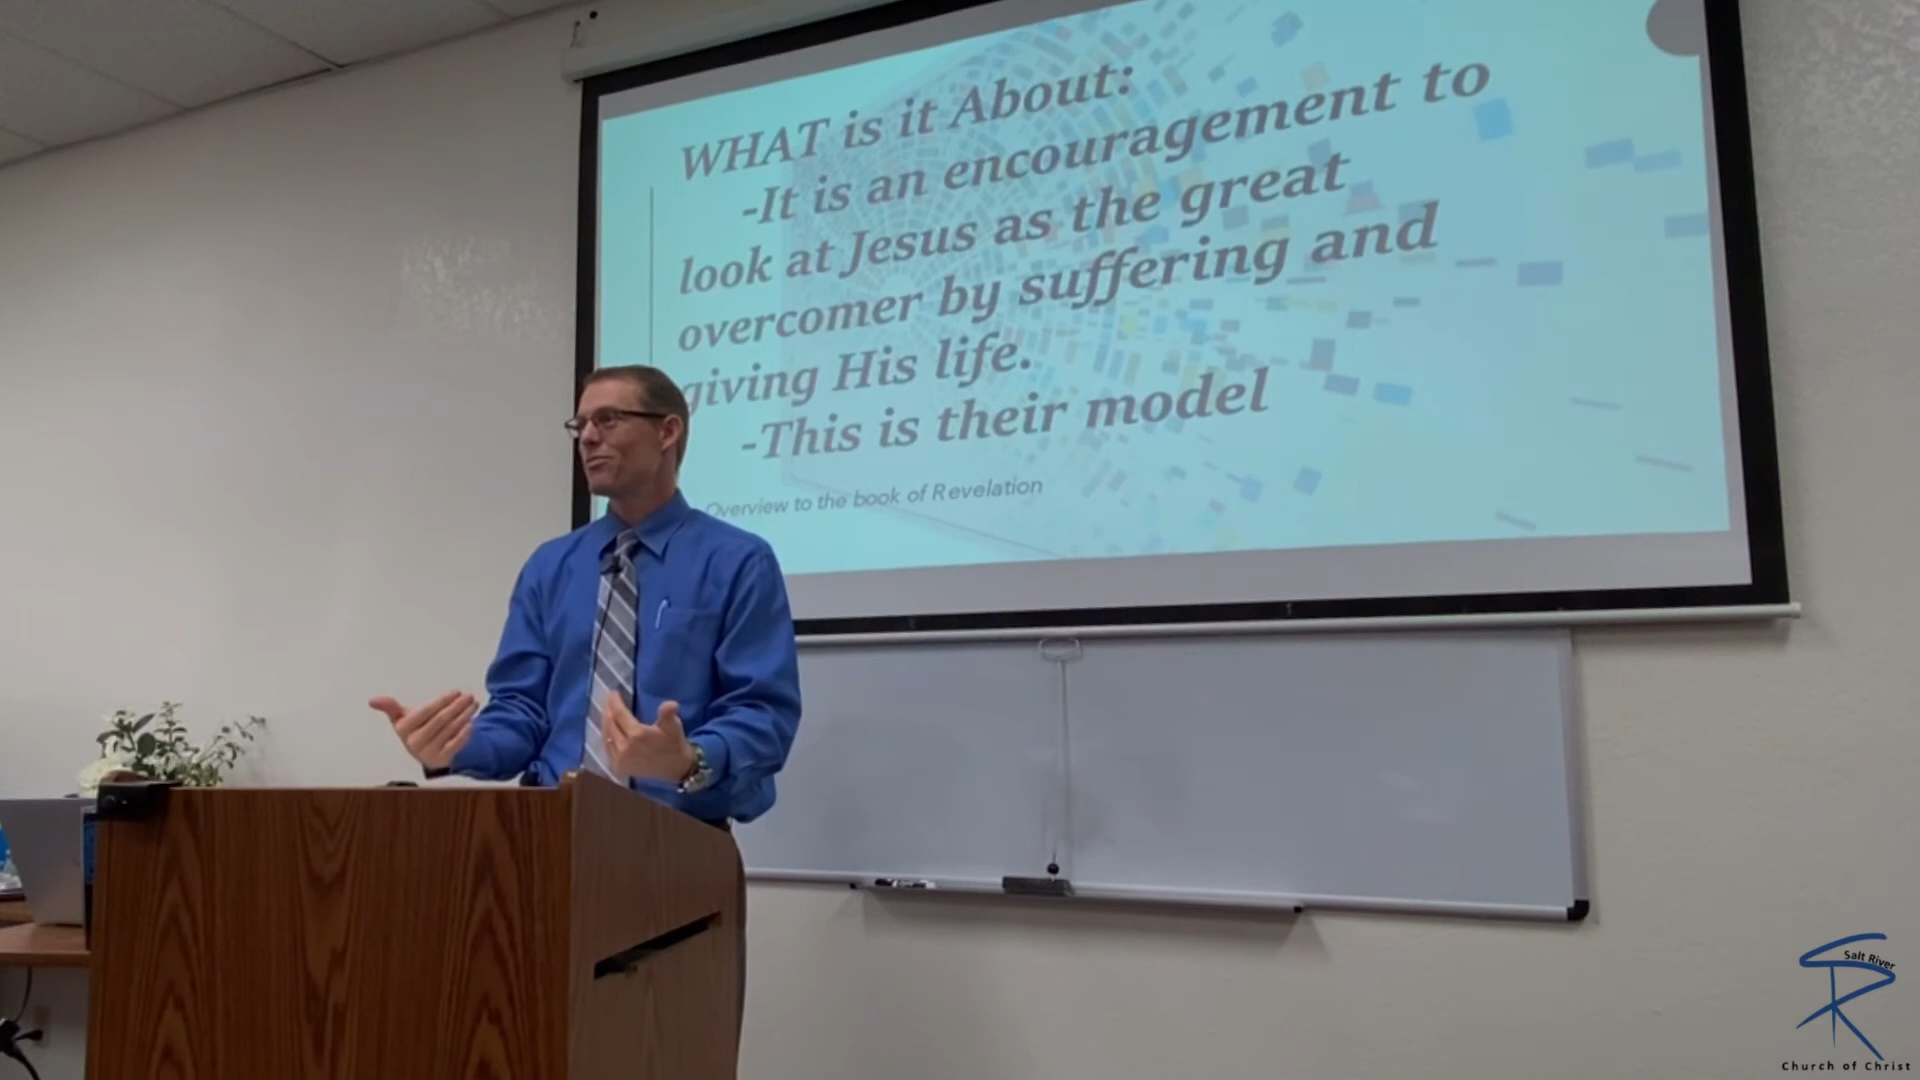 WHAT is it About:
-It is an encouragement to
look at Jesus as the great
overcomer by suffering and
giving His life.
-This is their model
Overview to the book of Revelation
Salt River
Church of Christ